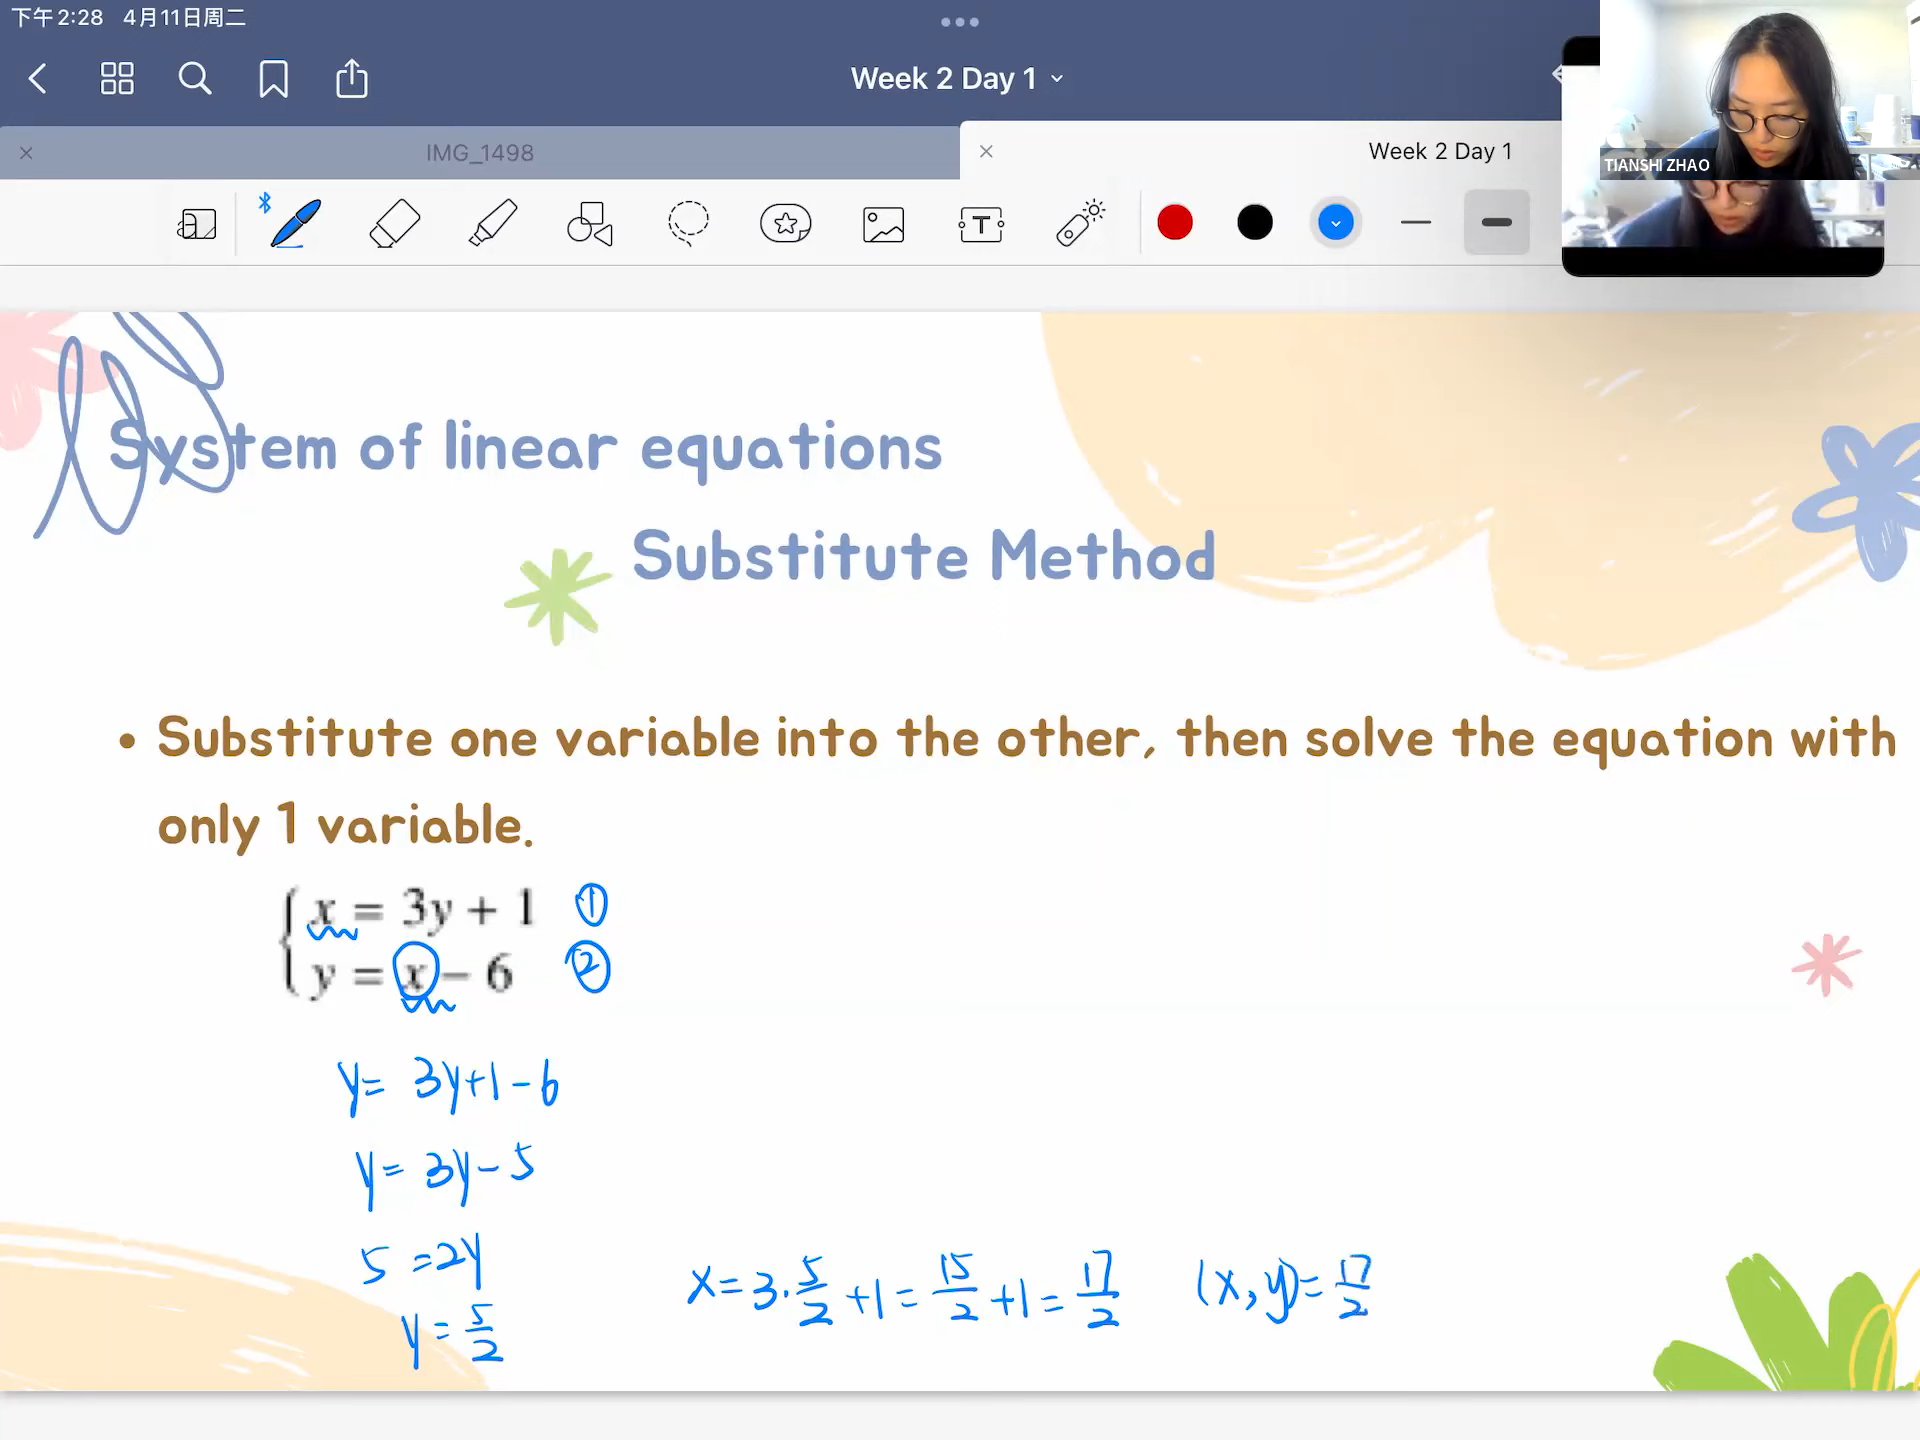 下午2:28 4月11日周二
Week 2 Day 1
IMG_1498
Week 2 Day 1
TIANSHI ZHAO
System of linear equations
Substitute Method
• Substitute one variable into the other, then solve the equation with
only 1 variable.
x = 3y + 1 ①
y = x - 6 ②
y = 3y+1-6
y = 3y-5
5 = 2y
y = 5/2
x = 3·5/2 +1 = 15/2 +1 = 17/2 (x,y)= 17/2